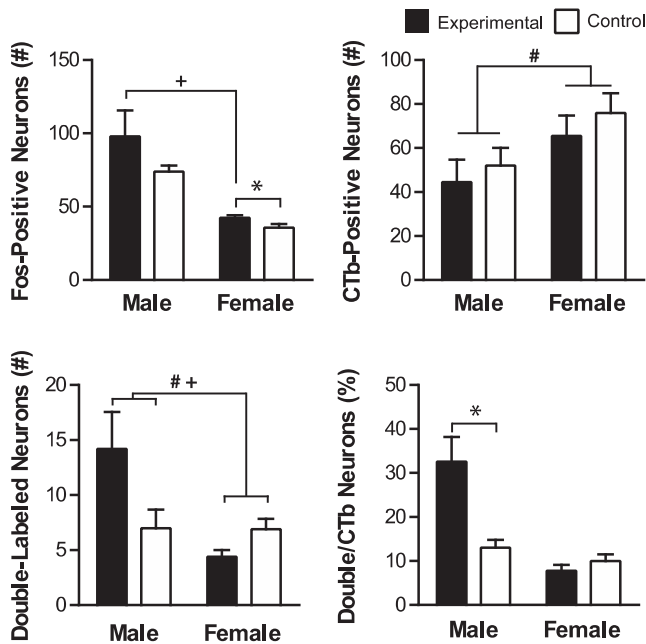 Experimental Control
Fos-Positive Neurons (#)
150
100
50
0
+
*
Male Female
CTb-Positive Neurons (#)
100
80
60
40
20
0
#
Male Female
Double-Labeled Neurons (#)
20
15
10
5
0
# +
Male Female
Double/CTb Neurons (%)
50
40
30
20
10
0
*
Male Female